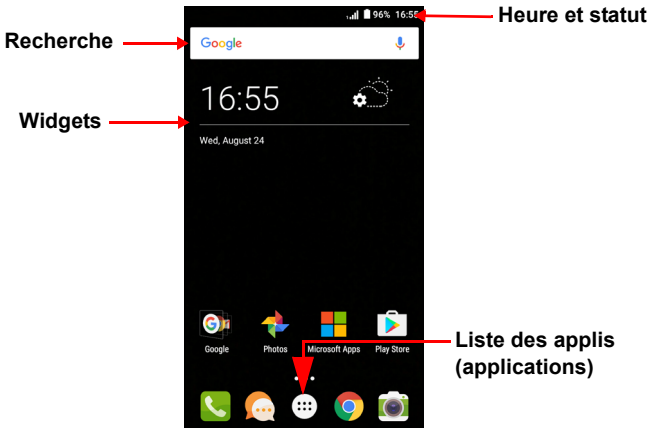 96% 16:55
Heure et statut
Recherche
Google
16:55
Widgets
Wed, August 24
Google
Photos
Microsoft Apps
Play Store
Liste des applis
(applications)